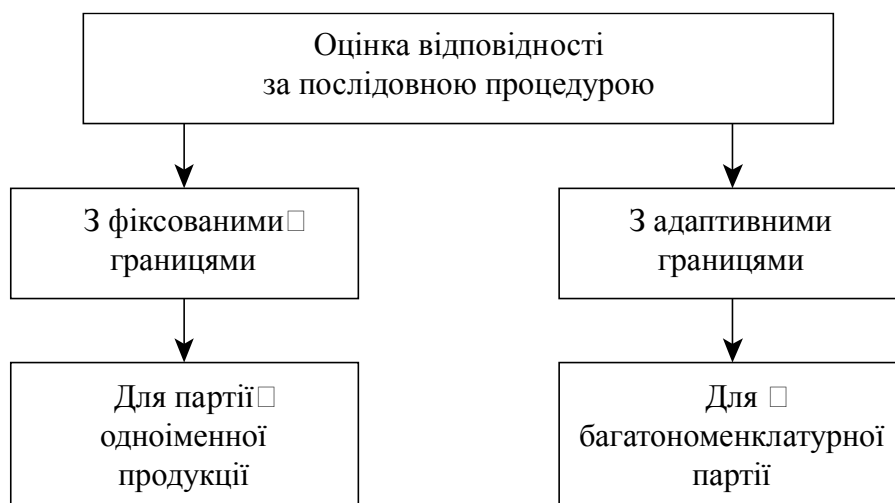 Оцінка відповідності
за послідовною процедурою
З фіксованими
границями
З адаптивними
границями
Для партії
одноіменної
продукції
Для
багатономенклатурної
партії